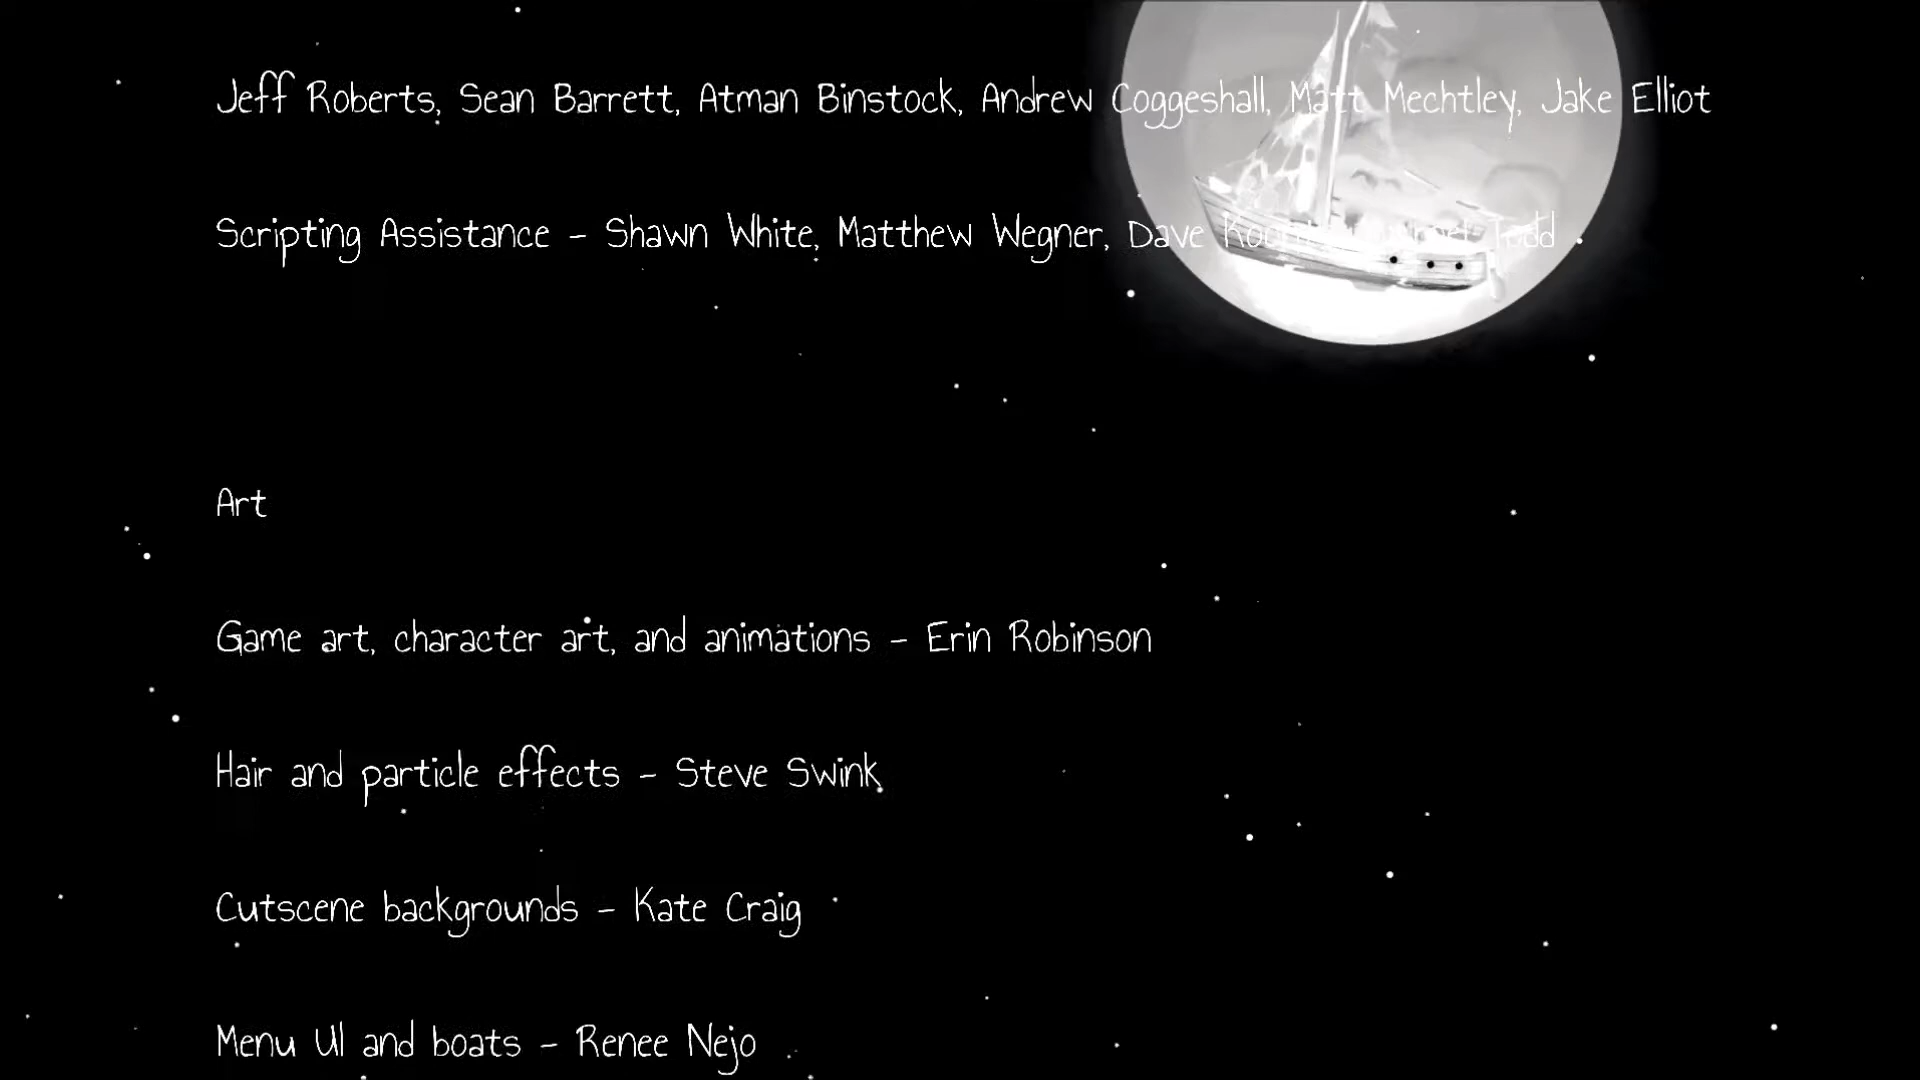 Jeff Roberts, Sean Barrett, Atman Binstock, Andrew Coggeshall, Matt Mechtley, Jake Elliot
Scripting Assistance - Shawn White, Matthew Wegner, Dave Todd
Art
Game art, character art, and animations - Erin Robinson
Hair and particle effects - Steve Swink
Cutscene backgrounds - Kate Craig
Menu UI and boats - Renee Nejo